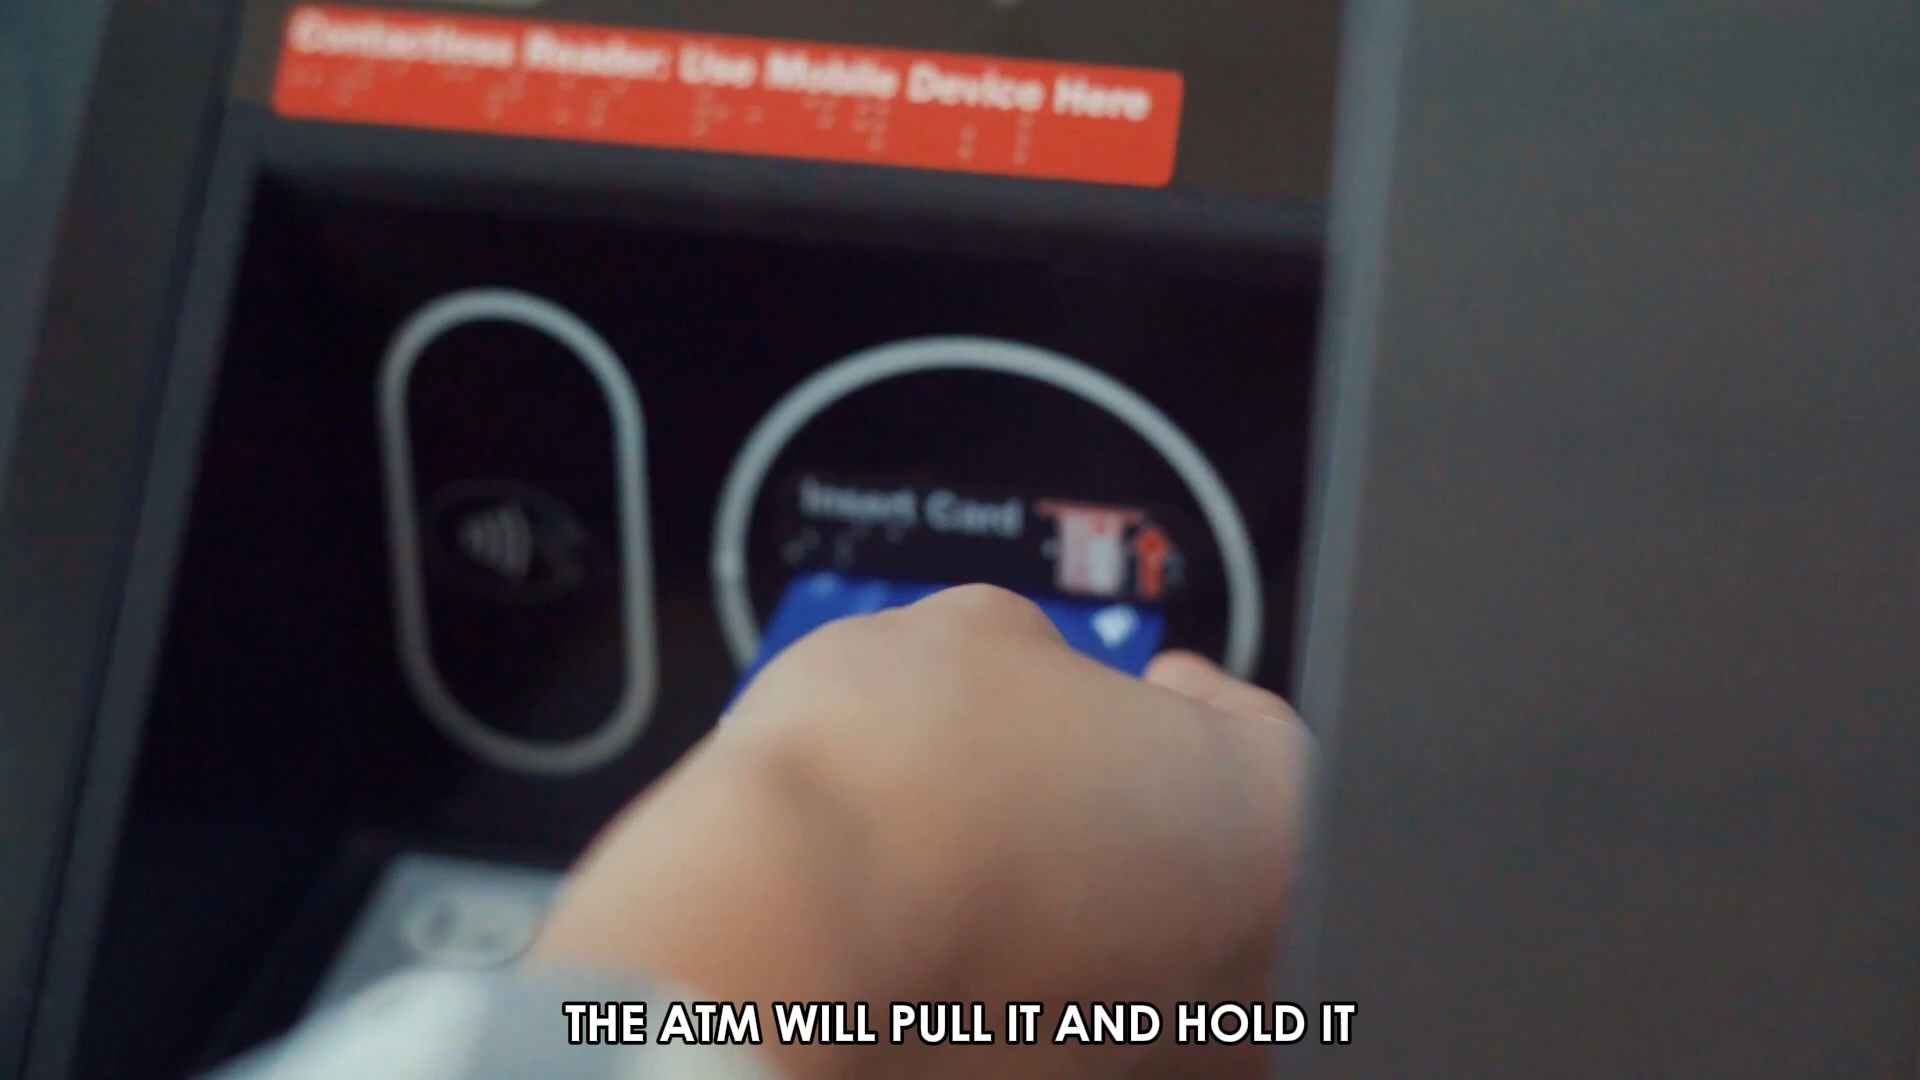 Contactless Reader: Use Mobile Device Here
Insert Card
THE ATM WILL PULL IT AND HOLD IT